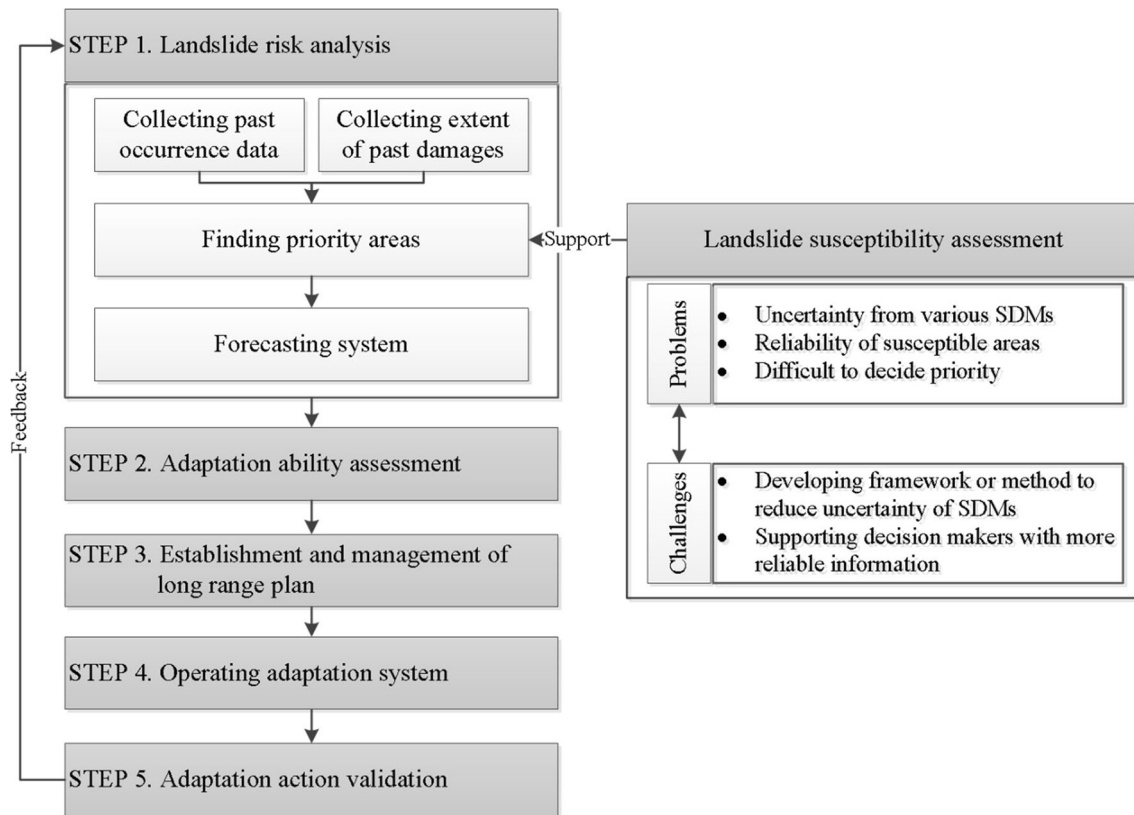 STEP 1. Landslide risk analysis
Collecting past
occurrence data
Collecting extent
of past damages
Finding priority areas
Forecasting system
STEP 2. Adaptation ability assessment
STEP 3. Establishment and management of
long range plan
STEP 4. Operating adaptation system
STEP 5. Adaptation action validation
Feedback
Support
Landslide susceptibility assessment
Problems
• Uncertainty from various SDMs
• Reliability of susceptible areas
• Difficult to decide priority
Challenges
• Developing framework or method to
reduce uncertainty of SDMs
• Supporting decision makers with more
reliable information